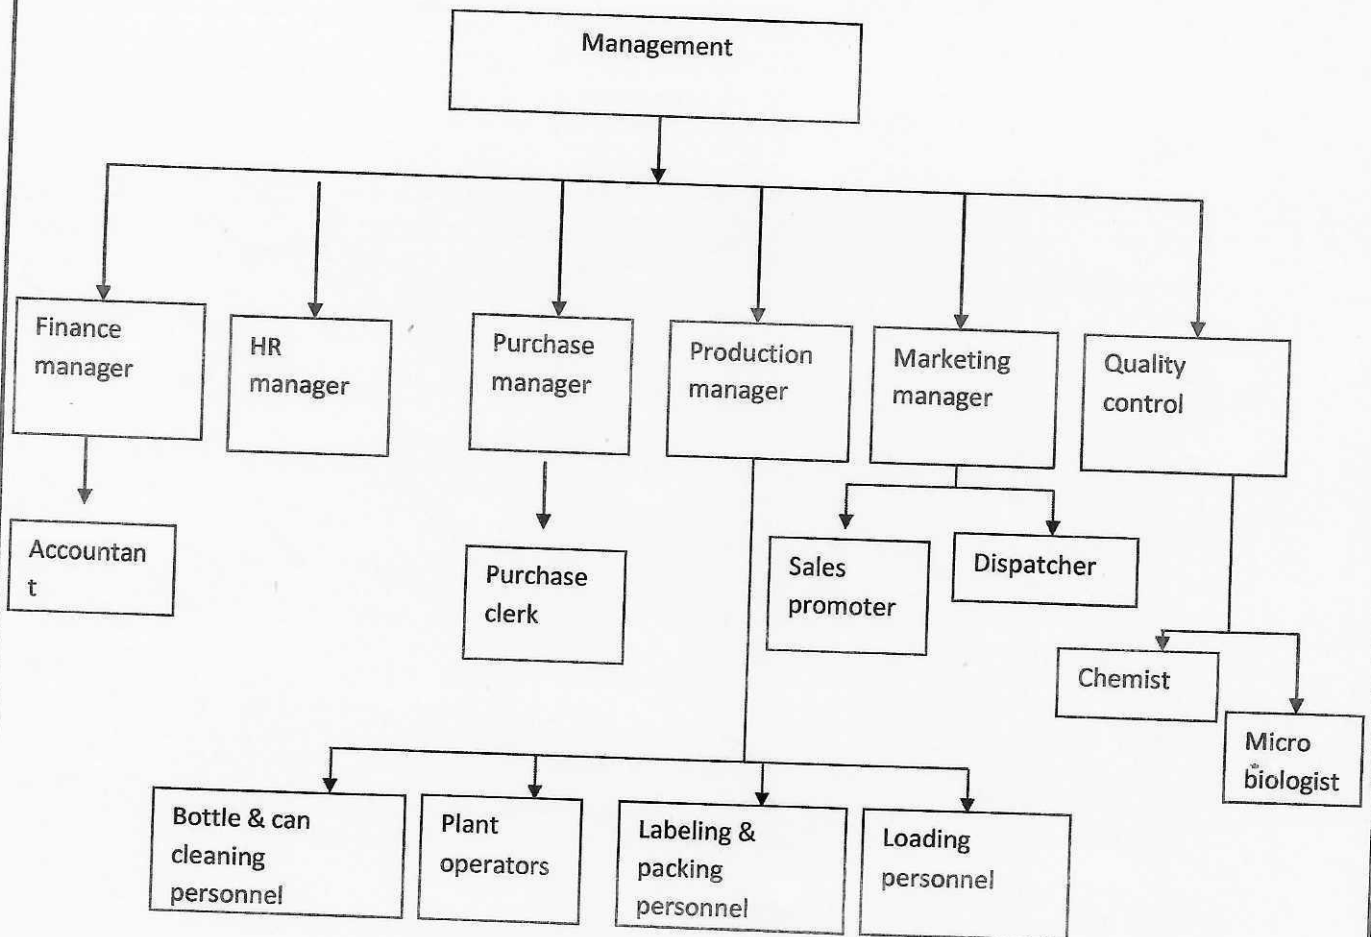 Management
Finance
manager
HR
manager
Purchase
manager
Production
manager
Marketing
manager
Quality
control
Accountan
t
Purchase
clerk
Sales
promoter
Dispatcher
Chemist
Micro
biologist
Bottle & can
cleaning
personnel
Plant
operators
Labeling &
packing
personnel
Loading
personnel